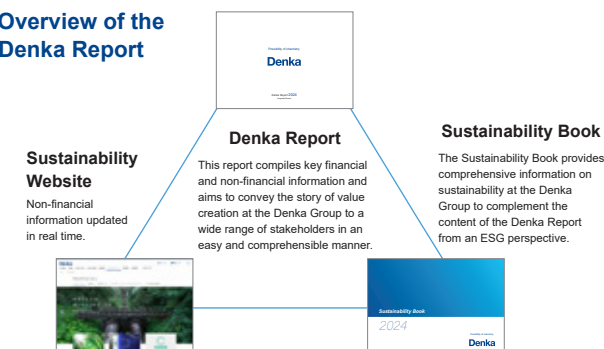 Overview of the
Denka Report
Denka
Denka Report 2024
Denka Report
This report compiles key financial
and non-financial information and
aims to convey the story of value
creation at the Denka Group to a
wide range of stakeholders in an
easy and comprehensible manner.
Sustainability
Website
Non-financial
information updated
in real time.
Sustainability Book
The Sustainability Book provides
comprehensive information on
sustainability at the Denka
Group to complement the
content of the Denka Report
from an ESG perspective.
Denka
Sustainability Book
2024
Denka